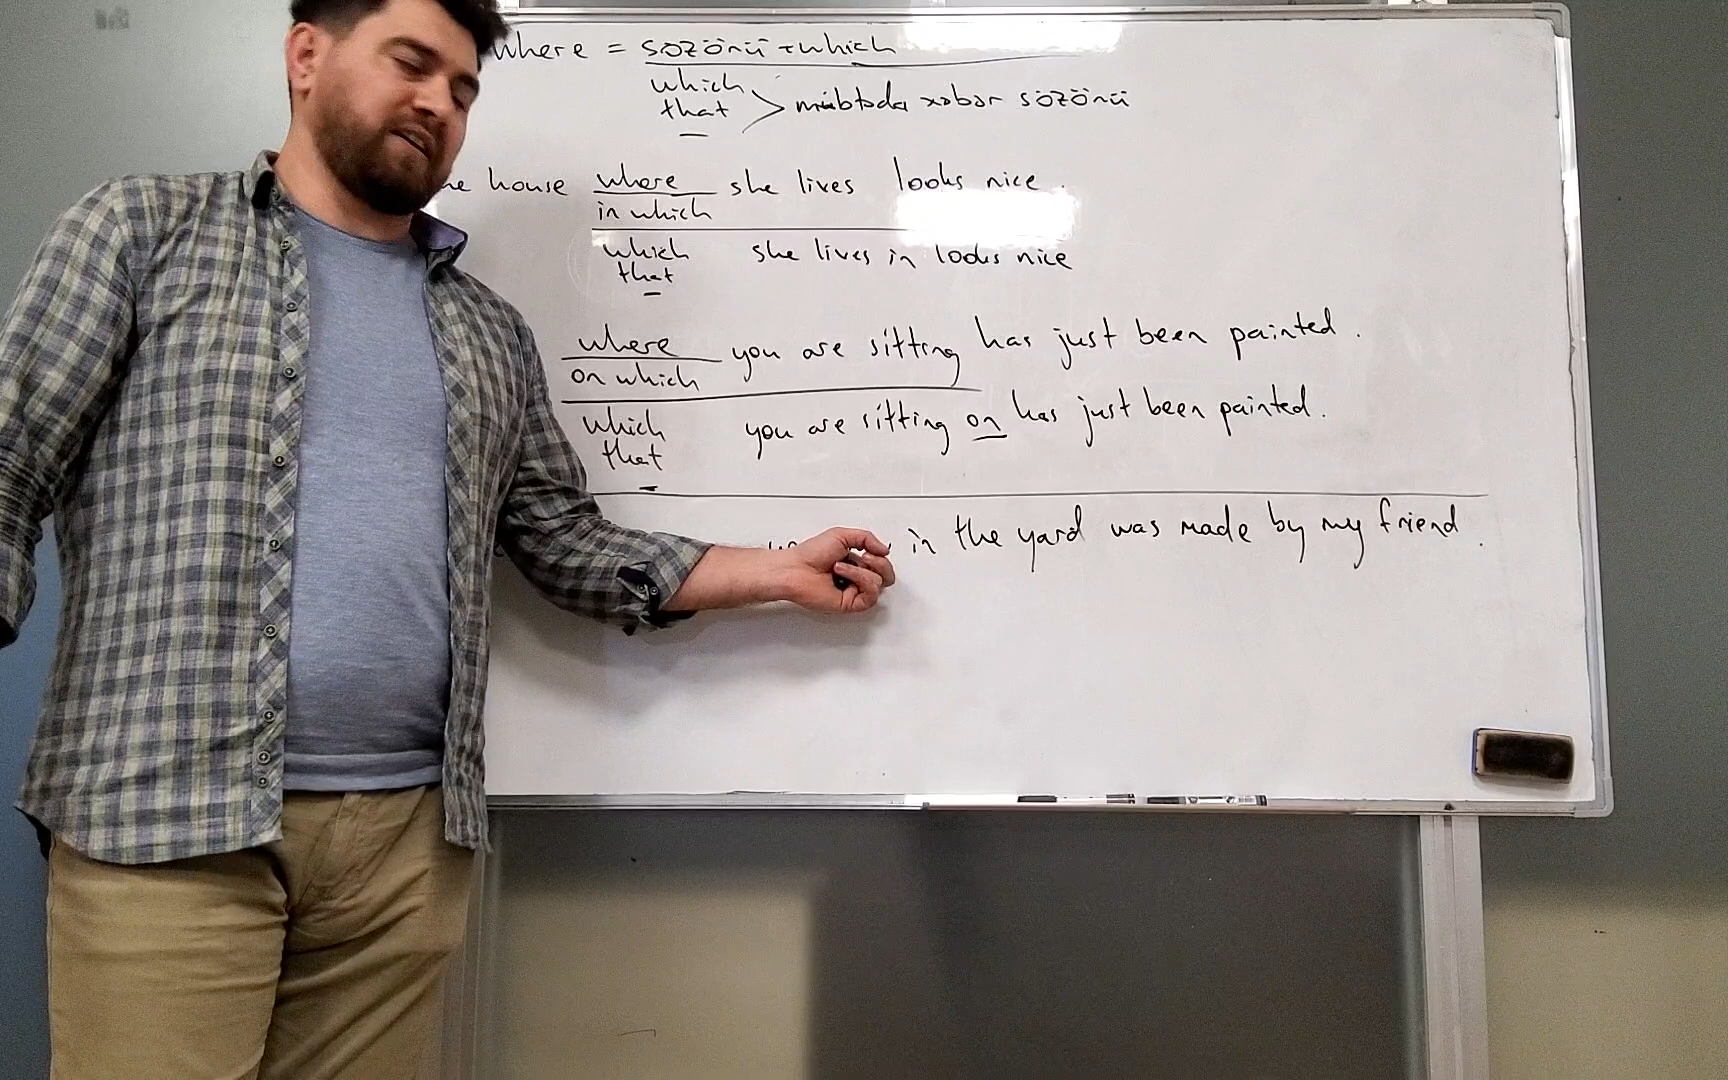 where = sözönü + which
which
that > mübtəda xəbər sözönü
house where she lives looks nice.
in which
which she lives in looks nice
that
where you are sitting has just been painted.
on which
which you are sitting on has just been painted.
that
in the yard was made by my friend.